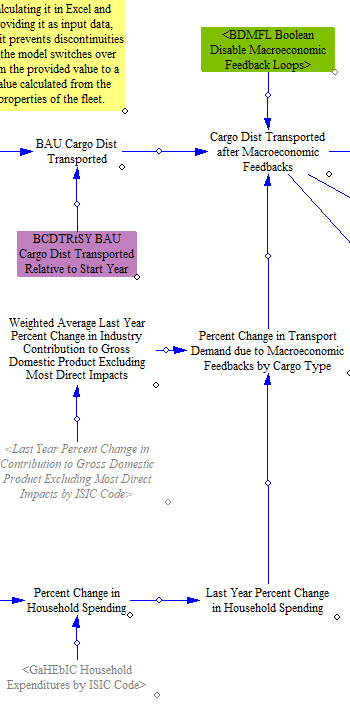 alculating it in Excel and
roviding it as input data,
it prevents discontinuities
the model switches over
m the provided value to a
alue calculated from the
properties of the fleet.
<BDMFL Boolean
Disable Macroeconomic
Feedback Loops>
BAU Cargo Dist
Transported
Cargo Dist Transported
after Macroeconomic
Feedbacks
BCDTRtSY BAU
Cargo Dist Transported
Relative to Start Year
Weighted Average Last Year
Percent Change in Industry
Contribution to Gross
Domestic Product Excluding
Most Direct Impacts
Percent Change in Transport
Demand due to Macroeconomic
Feedbacks by Cargo Type
<Last Year Percent Change in
Contribution to Gross Domestic
Product Excluding Most Direct
Impacts by ISIC Code>
Percent Change in
Household Spending
Last Year Percent Change
in Household Spending
<GaHEbIC Household
Expenditures by ISIC Code>